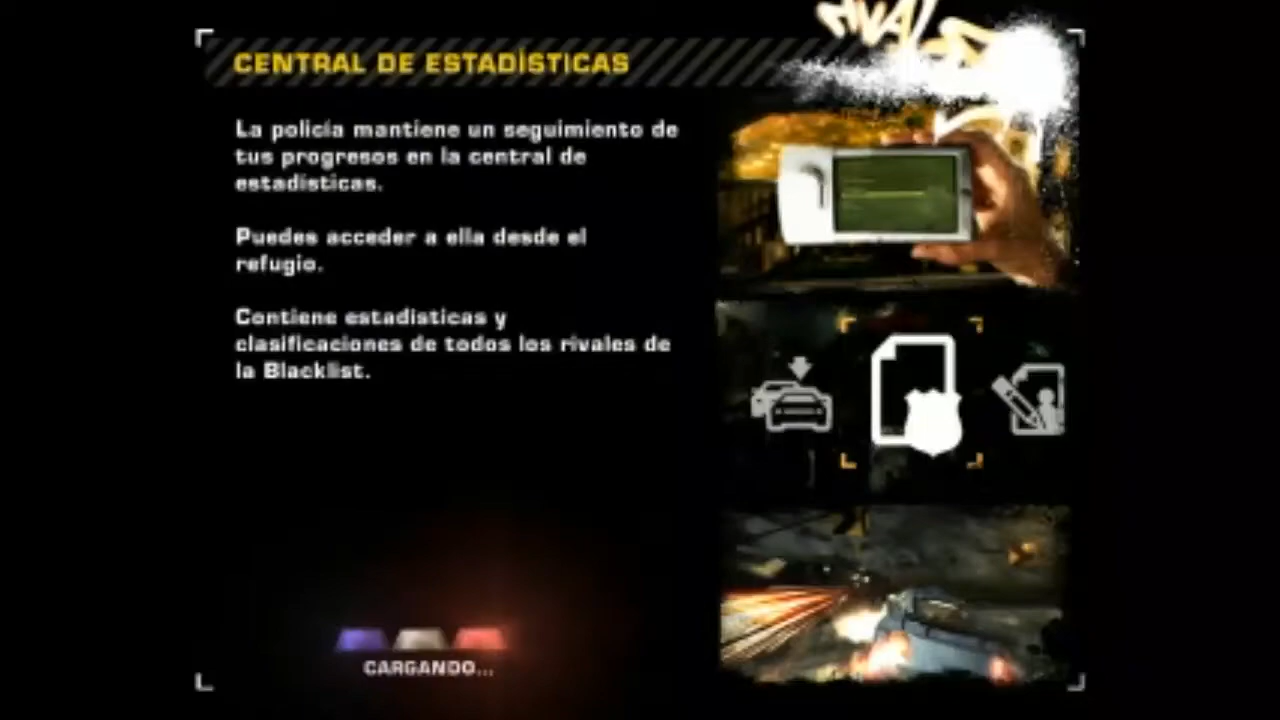 CENTRAL DE ESTADÍSTICAS
La policía mantiene un seguimiento de
tus progresos en la central de
estadísticas.
Puedes acceder a ella desde el
refugio.
Contiene estadísticas y
clasificaciones de todos los rivales de
la Blacklist.
CARGANDO...